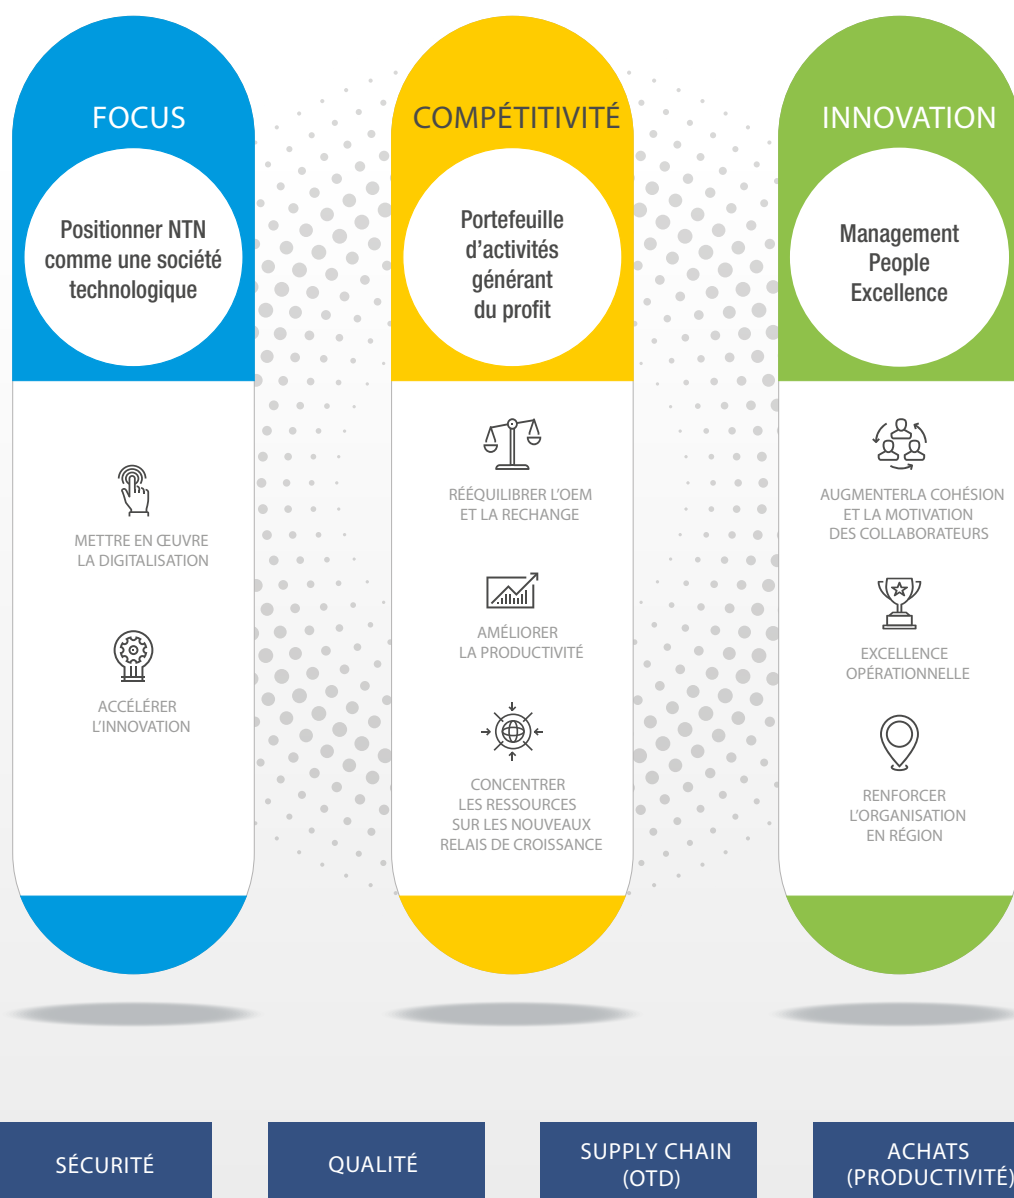 FOCUS
Positionner NTN
comme une société
technologique
METTRE EN ŒUVRE
LA DIGITALISATION
ACCÉLÉRER
L'INNOVATION
COMPÉTITIVITÉ
Portefeuille
d'activités
générant
du profit
RÉÉQUILIBRER L'OEM
ET LA RECHANGE
AMÉLIORER
LA PRODUCTIVITÉ
CONCENTRER
LES RESSOURCES
SUR LES NOUVEAUX
RELAIS DE CROISSANCE
INNOVATION
Management
People
Excellence
AUGMENTERLA COHÉSION
ET LA MOTIVATION
DES COLLABORATEURS
EXCELLENCE
OPÉRATIONNELLE
RENFORCER
L'ORGANISATION
EN RÉGION
SÉCURITÉ
QUALITÉ
SUPPLY CHAIN
(OTD)
ACHATS
(PRODUCTIVITÉ)